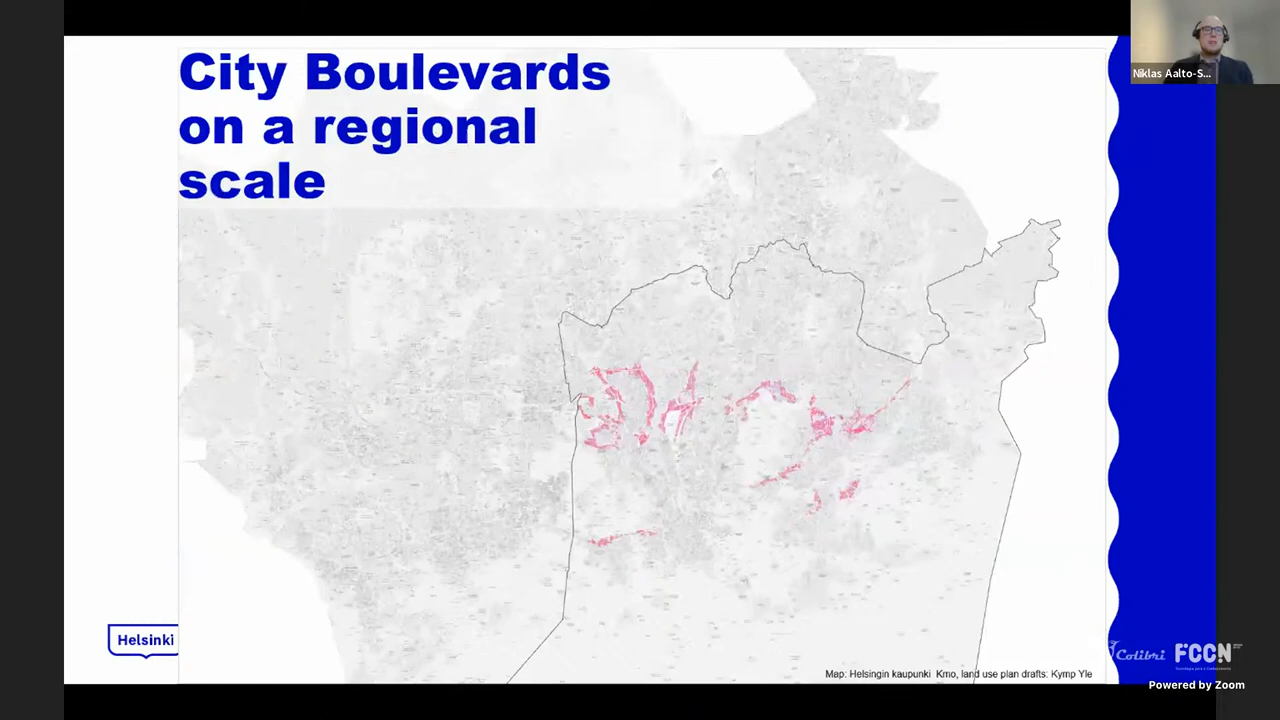 City Boulevards
on a regional
scale
Niklas Aalto-S...
Helsinki
Map: Helsingin kaupunki Kmo, land use plan drafts: Kymp Yle
Colibri
FCCN
Powered by Zoom